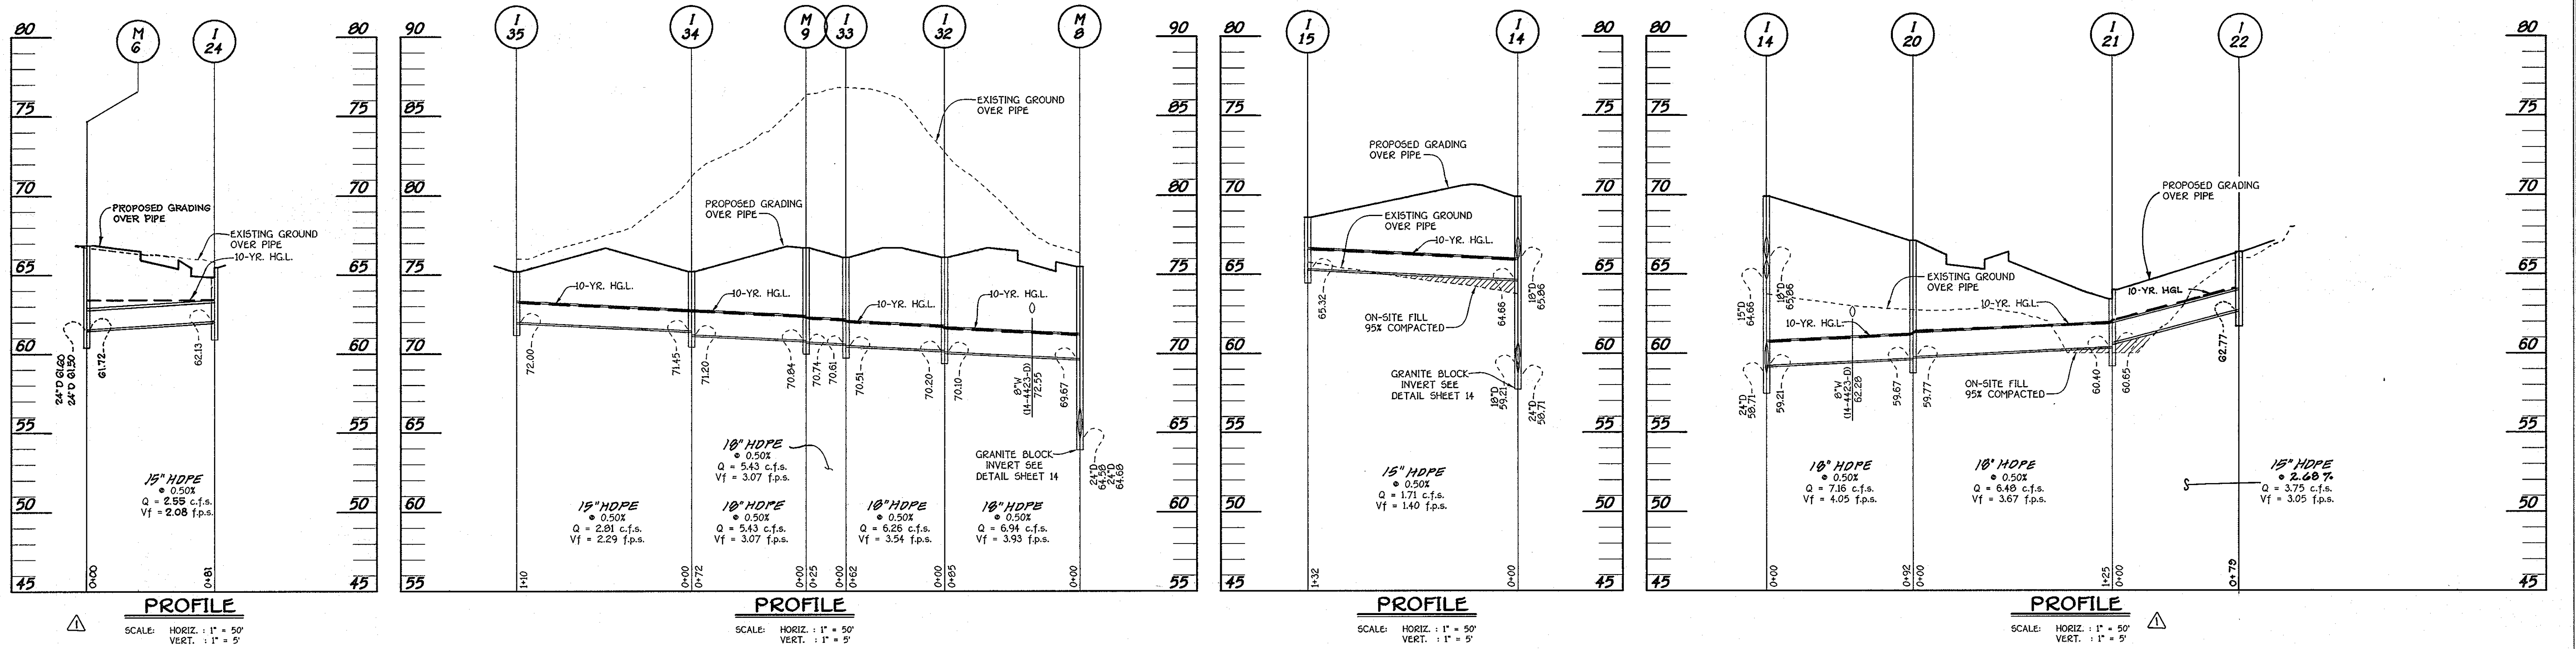 M
6
I
24
80
75
70
65
60
55
50
45
80
75
70
65
60
55
50
45
PROPOSED GRADING
OVER PIPE
EXISTING GROUND
OVER PIPE
10-YR. HG.L.
24"D 61.60
24"D 61.50
61.72
62.13
15" HDPE
@ 0.50%
Q = 2.55 c.f.s.
Vf = 2.08 f.p.s.
0+00
0+81
PROFILE
SCALE: HORIZ. : 1" = 50'
VERT. : 1" = 5'
1
I
35
I
34
M
9
I
33
I
32
M
8
90
85
80
75
70
65
60
55
90
85
80
75
70
65
60
55
EXISTING GROUND
OVER PIPE
PROPOSED GRADING
OVER PIPE
10-YR. HG.L.
10-YR. HG.L.
10-YR. HG.L.
10-YR. HG.L.
72.00
71.45
71.20
70.84
70.74
70.61
70.51
70.20
70.10
8"W
(14-4423-D)
72.55
69.67
GRANITE BLOCK
INVERT SEE
DETAIL SHEET 14
24"D
64.58
24"D
64.68
18" HDPE
@ 0.50%
Q = 5.43 c.f.s.
Vf = 3.07 f.p.s.
15" HDPE
@ 0.50%
Q = 2.81 c.f.s.
Vf = 2.29 f.p.s.
18" HDPE
@ 0.50%
Q = 5.43 c.f.s.
Vf = 3.07 f.p.s.
18" HDPE
@ 0.50%
Q = 6.26 c.f.s.
Vf = 3.54 f.p.s.
18" HDPE
@ 0.50%
Q = 6.94 c.f.s.
Vf = 3.93 f.p.s.
1+10
0+00
0+72
0+00
0+25
0+00
0+62
0+00
0+85
0+00
PROFILE
SCALE: HORIZ. : 1" = 50'
VERT. : 1" = 5'
I
15
I
14
80
75
70
65
60
55
50
45
80
75
70
65
60
55
50
45
PROPOSED GRADING
OVER PIPE
EXISTING GROUND
OVER PIPE
10-YR. HG.L.
ON-SITE FILL
95% COMPACTED
65.32
64.66
18"D
65.86
GRANITE BLOCK
INVERT SEE
DETAIL SHEET 14
18"D
59.21
24"D
58.71
15" HDPE
@ 0.50%
Q = 1.71 c.f.s.
Vf = 1.40 f.p.s.
1+32
0+00
PROFILE
SCALE: HORIZ. : 1" = 50'
VERT. : 1" = 5'
I
14
I
20
I
21
I
22
80
75
70
65
60
55
50
45
80
75
70
65
60
55
50
45
PROPOSED GRADING
OVER PIPE
EXISTING GROUND
OVER PIPE
10-YR. HGL
10-YR. HG.L.
10-YR. HG.L.
15"D
64.66
18"D
65.86
24"D
58.71
59.21
8"W
(14-4423-D)
62.28
59.67
59.77
ON-SITE FILL
95% COMPACTED
60.40
60.65
62.77
18" HDPE
@ 0.50%
Q = 7.16 c.f.s.
Vf = 4.05 f.p.s.
18" HDPE
@ 0.50%
Q = 6.48 c.f.s.
Vf = 3.67 f.p.s.
15" HDPE
@ 2.68 %
Q = 3.75 c.f.s.
Vf = 3.05 f.p.s.
0+00
0+92
0+00
1+25
0+00
0+79
PROFILE
SCALE: HORIZ. : 1" = 50'
VERT. : 1" = 5'
1